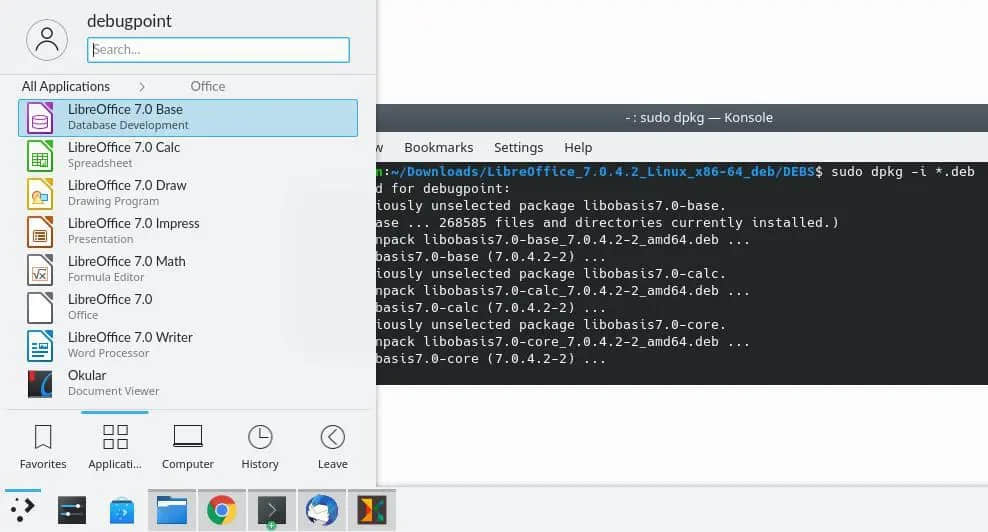 debugpoint
Search...
All Applications > Office
LibreOffice 7.0 Base
Database Development
LibreOffice 7.0 Calc
Spreadsheet
LibreOffice 7.0 Draw
Drawing Program
LibreOffice 7.0 Impress
Presentation
LibreOffice 7.0 Math
Formula Editor
LibreOffice 7.0
Office
LibreOffice 7.0 Writer
Word Processor
Okular
Document Viewer
Favorites
Applicati...
Computer
History
Leave
- : sudo dpkg — Konsole
w Bookmarks Settings Help
n:~/Downloads/LibreOffice_7.0.4.2_Linux_x86-64_deb/DEBS$ sudo dpkg -i *.deb
d for debugpoint:
iously unselected package libobasis7.0-base.
ase ... 268585 files and directories currently installed.)
npack libobasis7.0-base_7.0.4.2-2_amd64.deb ...
basis7.0-base (7.0.4.2-2) ...
iously unselected package libobasis7.0-calc.
npack libobasis7.0-calc_7.0.4.2-2_amd64.deb ...
basis7.0-calc (7.0.4.2-2) ...
iously unselected package libobasis7.0-core.
npack libobasis7.0-core_7.0.4.2-2_amd64.deb ...
basis7.0-core (7.0.4.2-2) ...